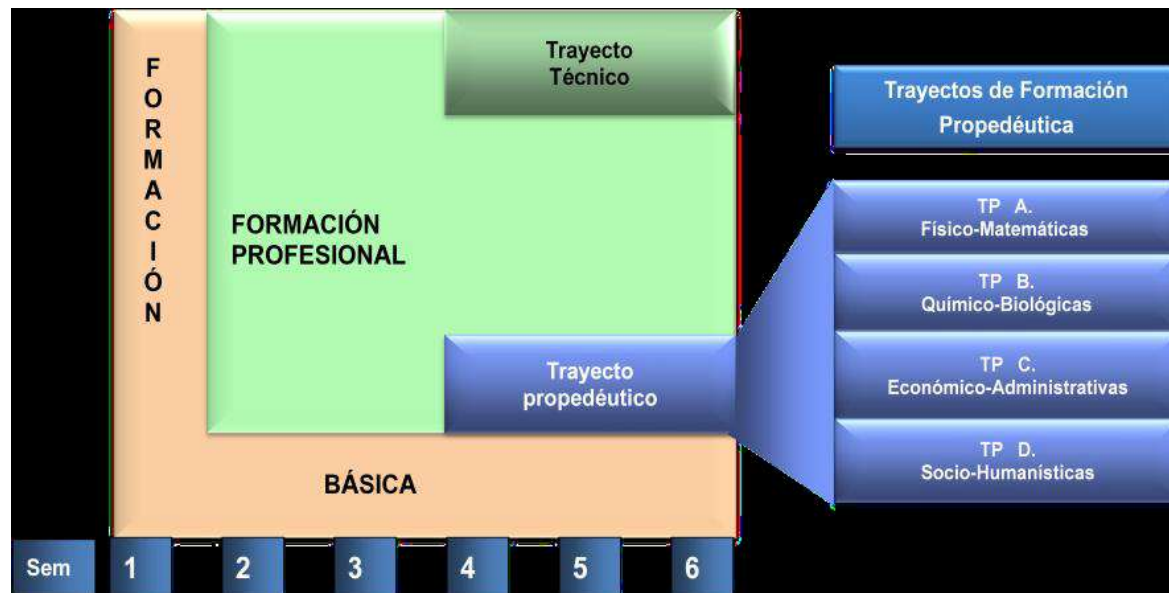 FORMACIÓN
Trayecto
Técnico
FORMACIÓN
PROFESIONAL
Trayecto
propedéutico
BÁSICA
Trayectos de Formación
Propedéutica
TP A.
Físico-Matemáticas
TP B.
Químico-Biológicas
TP C.
Económico-Administrativas
TP D.
Socio-Humanísticas
Sem 1 2 3 4 5 6